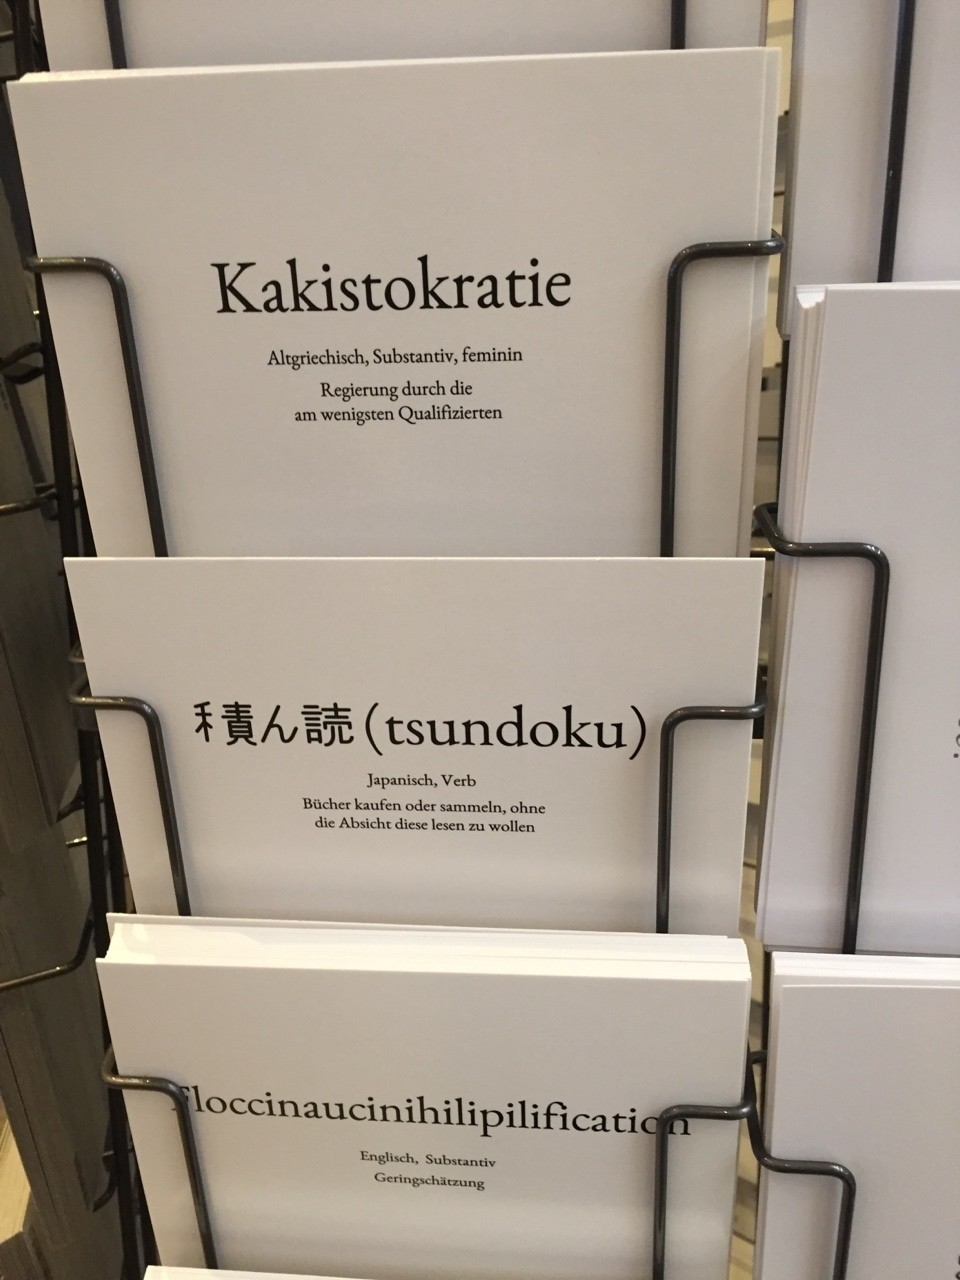 Kakistokratie
Altgriechisch, Substantiv, feminin
Regierung durch die
am wenigsten Qualifizierten
積ん読 (tsundoku)
Japanisch, Verb
Bücher kaufen oder sammeln, ohne
die Absicht diese lesen zu wollen
Floccinaucinihilipilification
Englisch, Substantiv
Geringschätzung